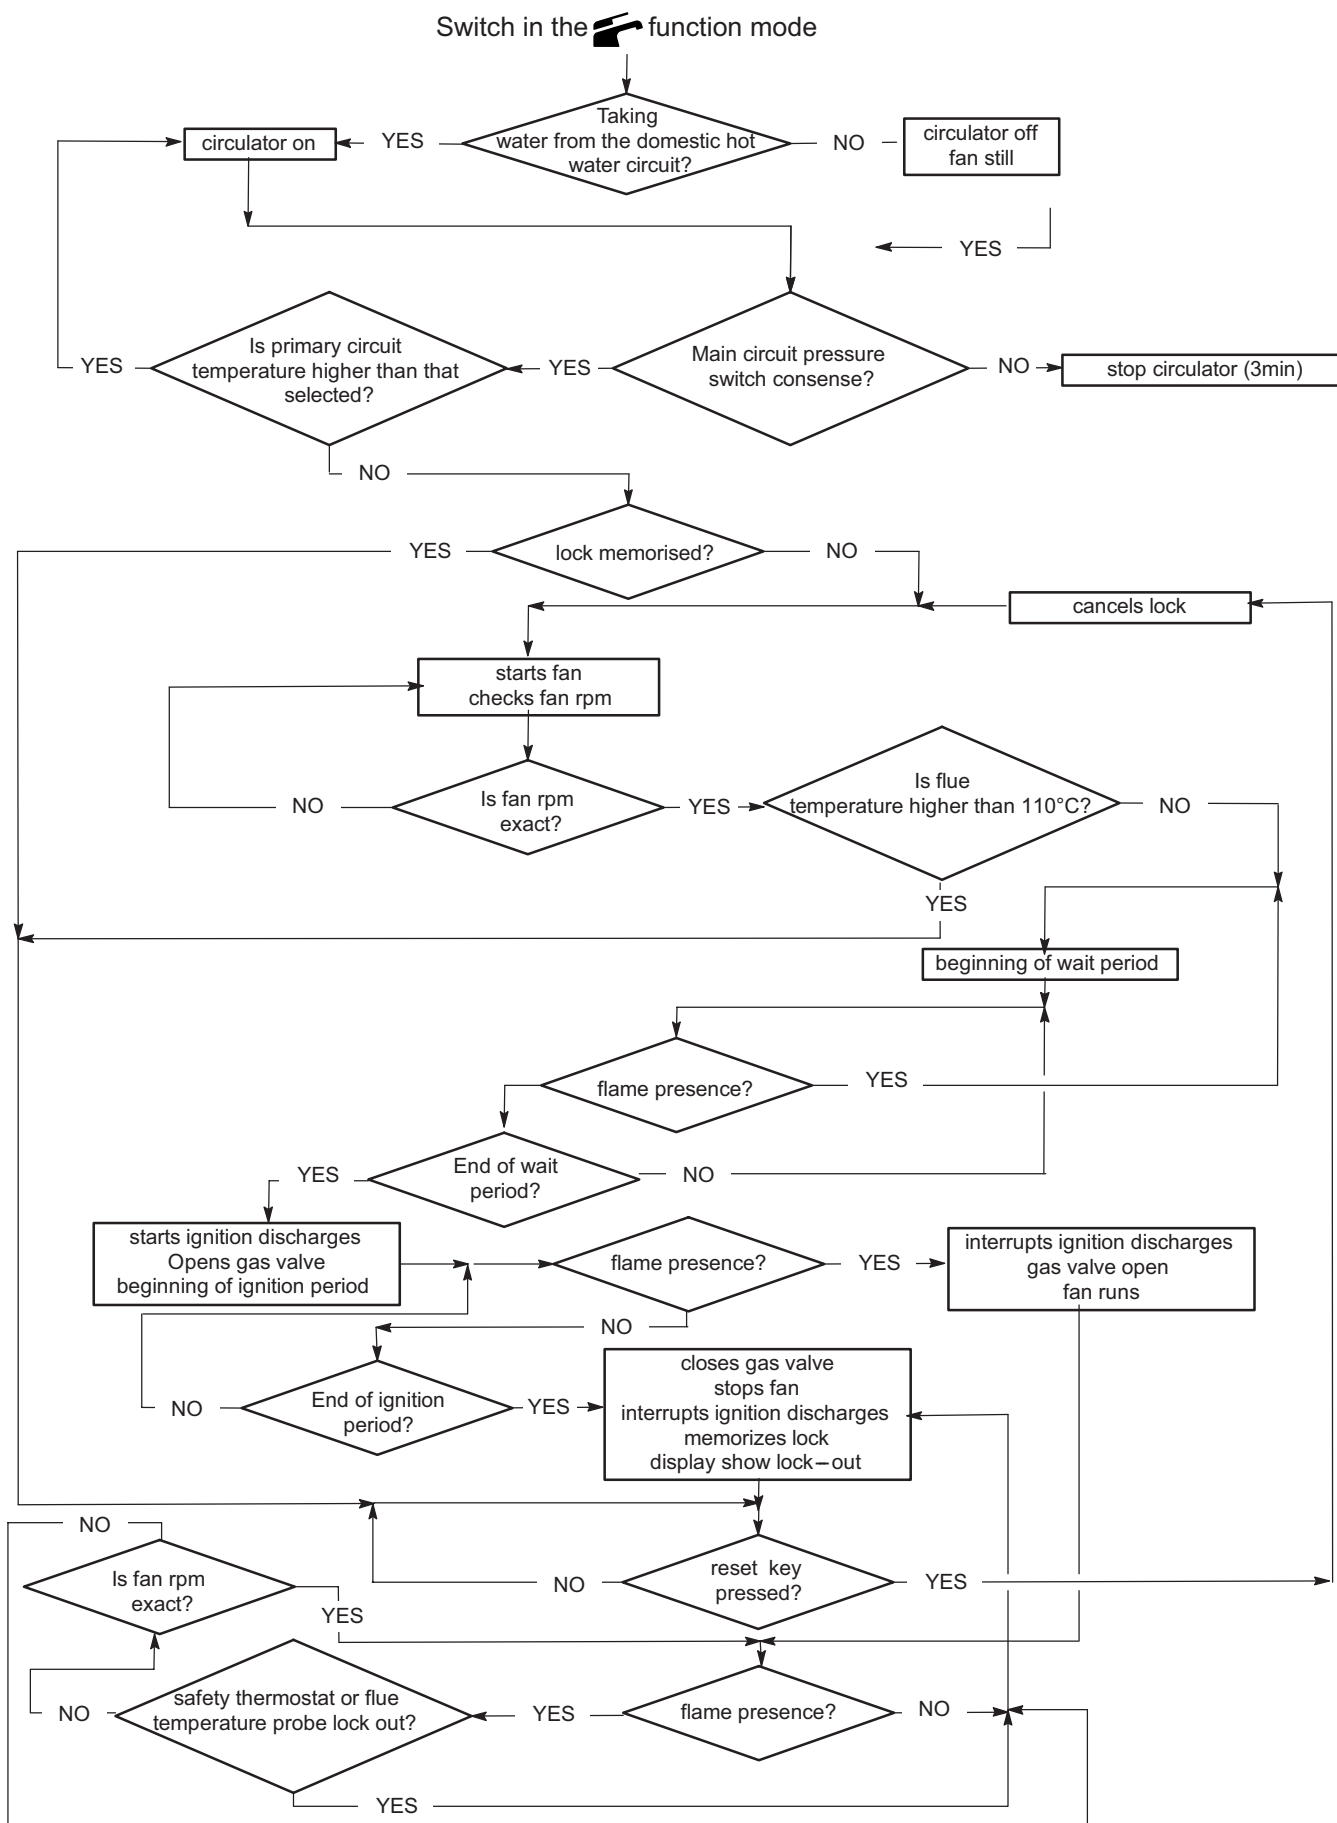 Switch in the function mode
Taking
water from the domestic hot
water circuit?
YES
circulator on
NO
circulator off
fan still
YES
Is primary circuit
temperature higher than that
selected?
YES
YES
Main circuit pressure
switch consense?
NO
stop circulator (3min)
NO
YES
lock memorised?
NO
cancels lock
starts fan
checks fan rpm
NO
Is fan rpm
exact?
YES
Is flue
temperature higher than 110°C?
NO
YES
beginning of wait period
flame presence?
YES
YES
End of wait
period?
NO
starts ignition discharges
Opens gas valve
beginning of ignition period
flame presence?
YES
interrupts ignition discharges
gas valve open
fan runs
NO
NO
End of ignition
period?
YES
closes gas valve
stops fan
interrupts ignition discharges
memorizes lock
display show lock–out
NO
Is fan rpm
exact?
YES
NO
reset key
pressed?
YES
NO
safety thermostat or flue
temperature probe lock out?
YES
flame presence?
NO
YES